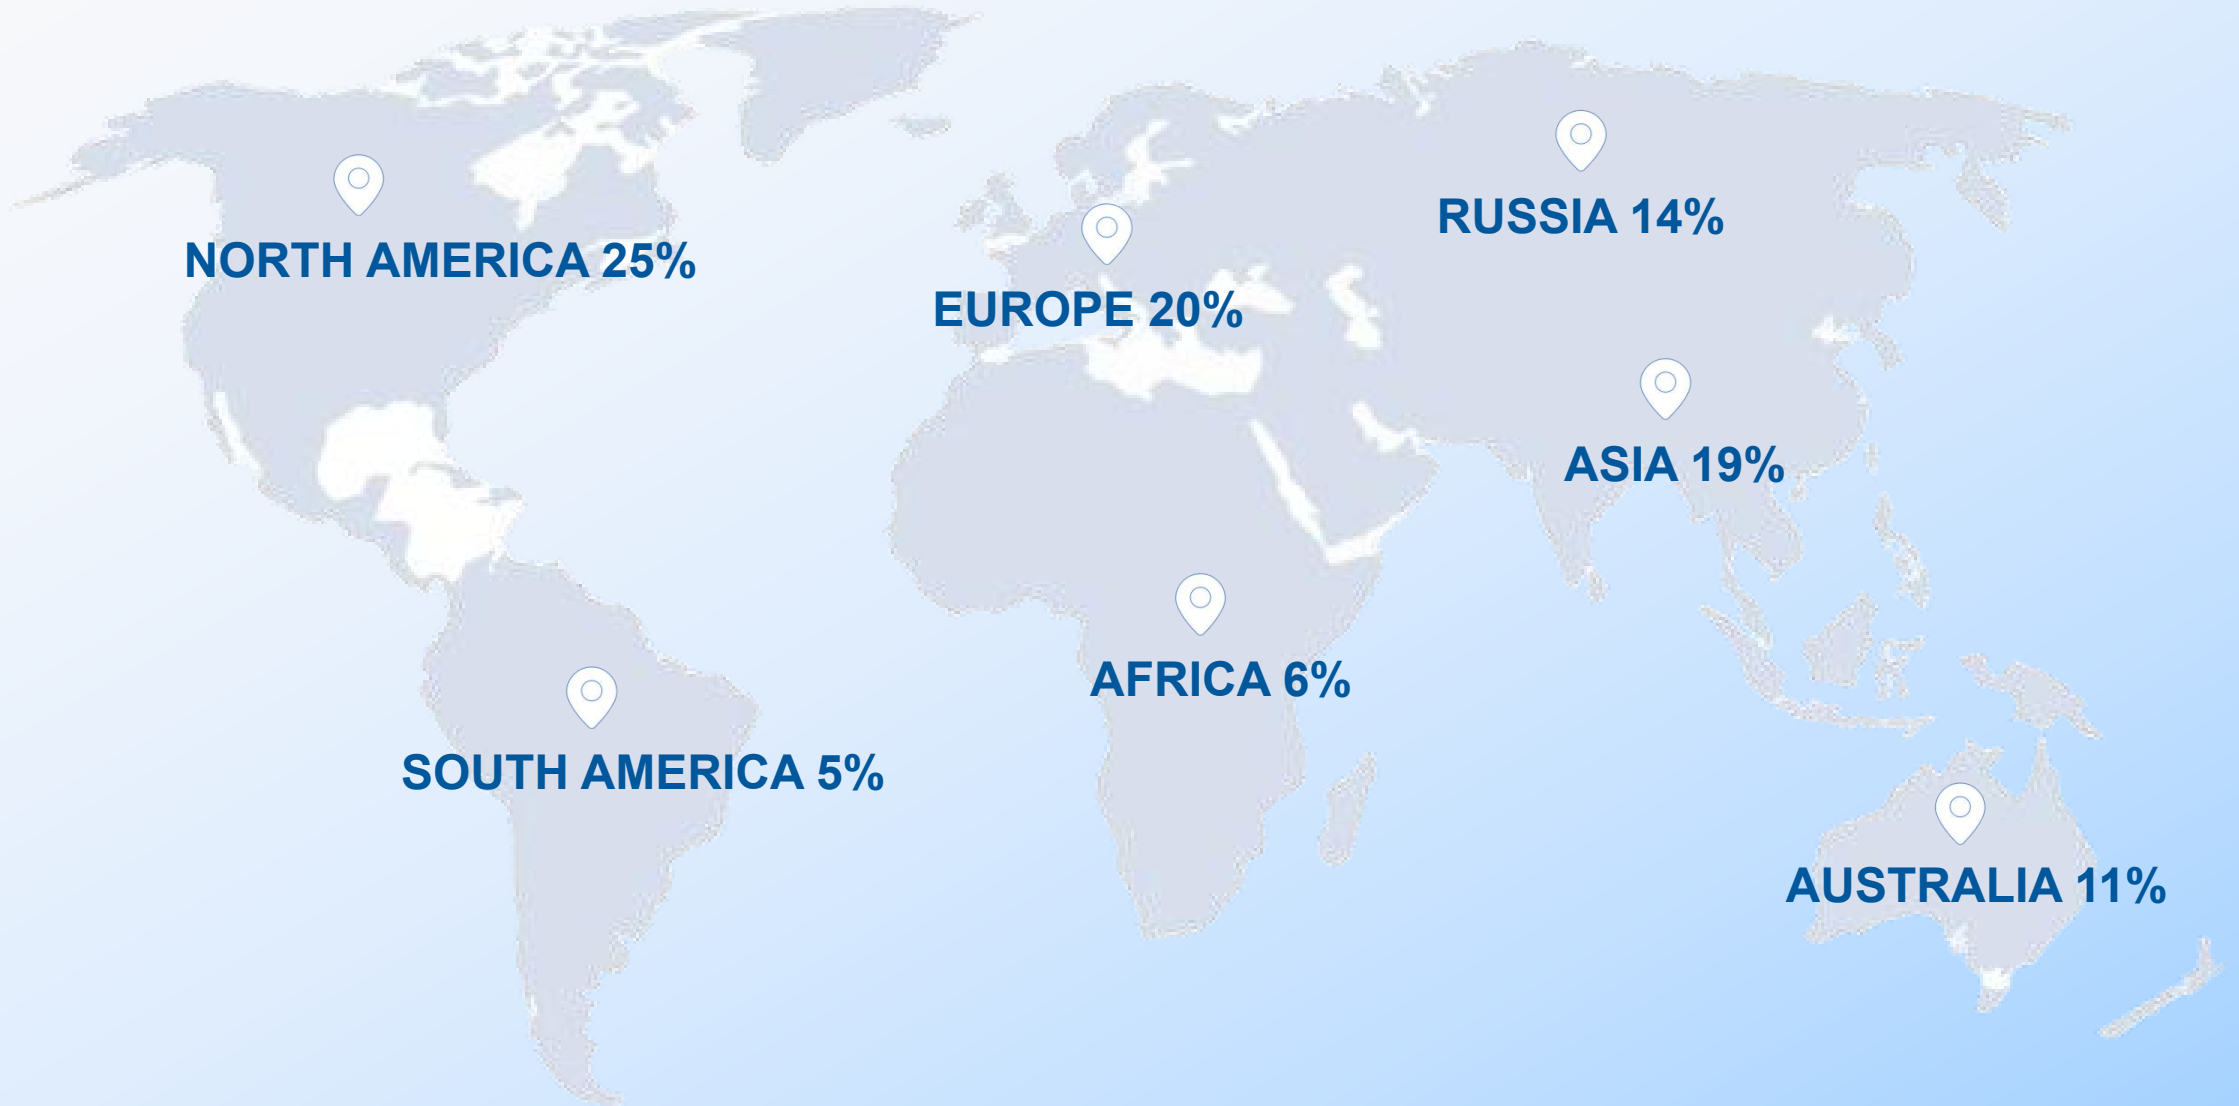 RUSSIA 14%
NORTH AMERICA 25%
EUROPE 20%
ASIA 19%
AFRICA 6%
SOUTH AMERICA 5%
AUSTRALIA 11%